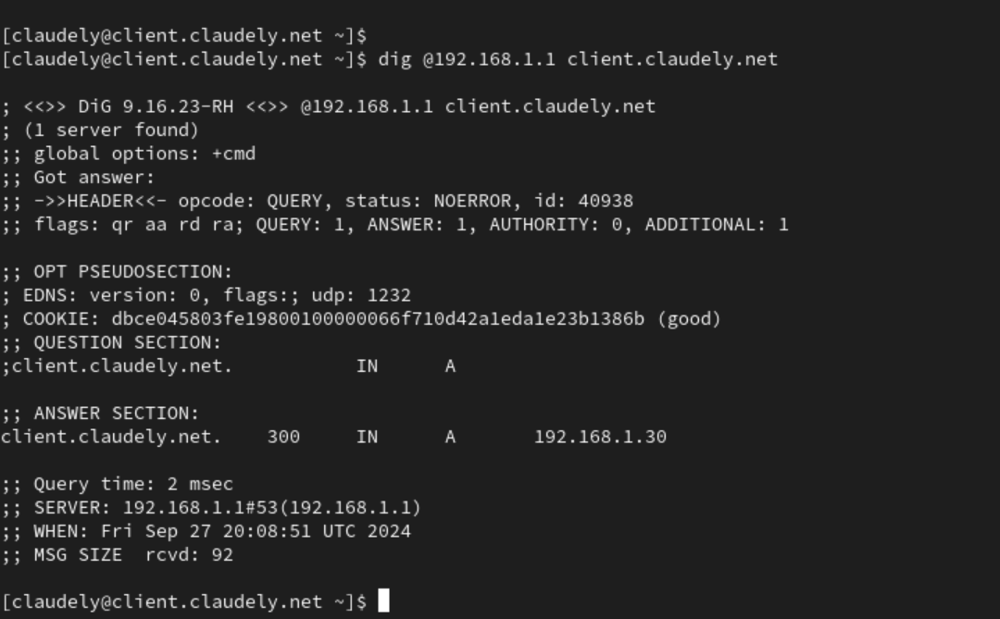 [claudely@client.claudely.net ~]$
[claudely@client.claudely.net ~]$ dig @192.168.1.1 client.claudely.net
; <<>> DiG 9.16.23-RH <<>> @192.168.1.1 client.claudely.net
; (1 server found)
;; global options: +cmd
;; Got answer:
;; ->>HEADER<<- opcode: QUERY, status: NOERROR, id: 40938
;; flags: qr aa rd ra; QUERY: 1, ANSWER: 1, AUTHORITY: 0, ADDITIONAL: 1
;; OPT PSEUDOSECTION:
; EDNS: version: 0, flags:; udp: 1232
; COOKIE: dbce045803fe19800100000066f710d42a1eda1e23b1386b (good)
;; QUESTION SECTION:
;client.claudely.net. IN A
;; ANSWER SECTION:
client.claudely.net. 300 IN A 192.168.1.30
;; Query time: 2 msec
;; SERVER: 192.168.1.1#53(192.168.1.1)
;; WHEN: Fri Sep 27 20:08:51 UTC 2024
;; MSG SIZE rcvd: 92
[claudely@client.claudely.net ~]$